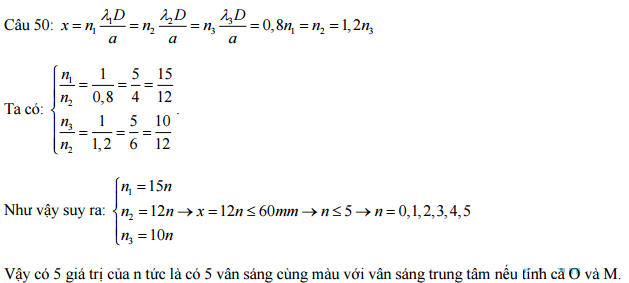 Câu 50: x = n₁ λ₁D/a = n₂ λ₂D/a = n₃ λ₃D/a = 0,8n₁ = n₂ = 1,2n₃
Ta có: { n₁/n₂ = 1/0,8 = 5/4 = 15/12
n₃/n₂ = 1/1,2 = 5/6 = 10/12 .
Như vậy suy ra: { n₁ = 15n
n₂ = 12n → x = 12n ≤ 60mm → n ≤ 5 → n = 0,1,2,3,4,5
n₃ = 10n
Vậy có 5 giá trị của n tức là có 5 vân sáng cùng màu với vân sáng trung tâm nếu tính cả O và M.